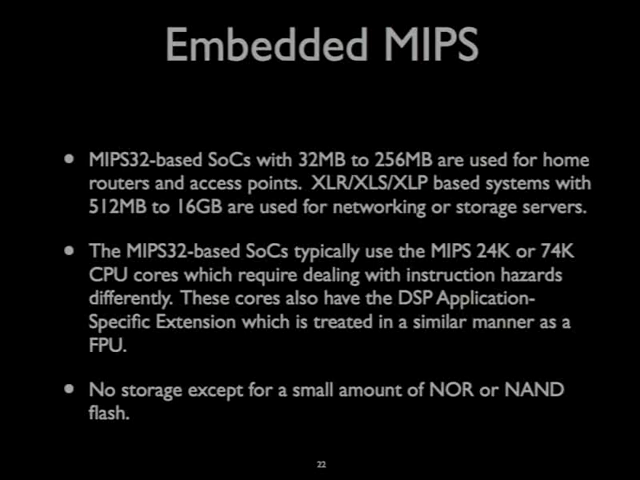 Embedded MIPS
• MIPS32-based SoCs with 32MB to 256MB are used for home
routers and access points. XLR/XLS/XLP based systems with
512MB to 16GB are used for networking or storage servers.
• The MIPS32-based SoCs typically use the MIPS 24K or 74K
CPU cores which require dealing with instruction hazards
differently. These cores also have the DSP Application-
Specific Extension which is treated in a similar manner as a
FPU.
• No storage except for a small amount of NOR or NAND
flash.
22